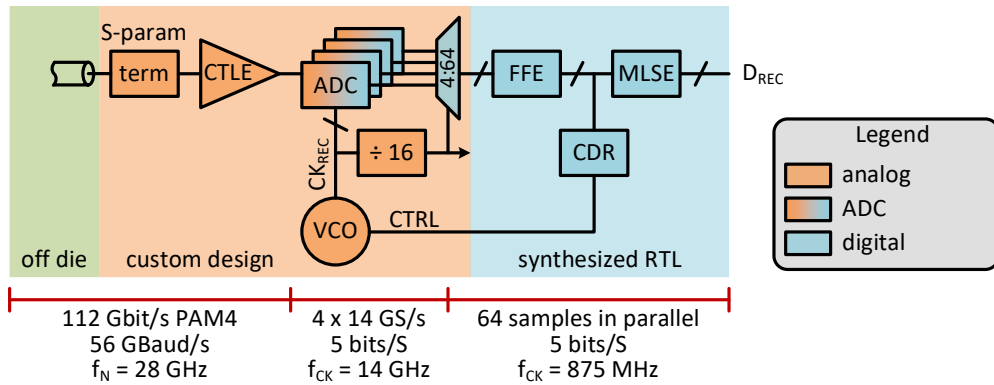 S-param
term
CTLE
ADC
4:64
FFE
MLSE
D_REC
÷ 16
CK_REC
CDR
VCO
CTRL
off die
custom design
synthesized RTL
Legend
analog
ADC
digital
112 Gbit/s PAM4
56 GBaud/s
f_N = 28 GHz
4 x 14 GS/s
5 bits/S
f_CK = 14 GHz
64 samples in parallel
5 bits/S
f_CK = 875 MHz